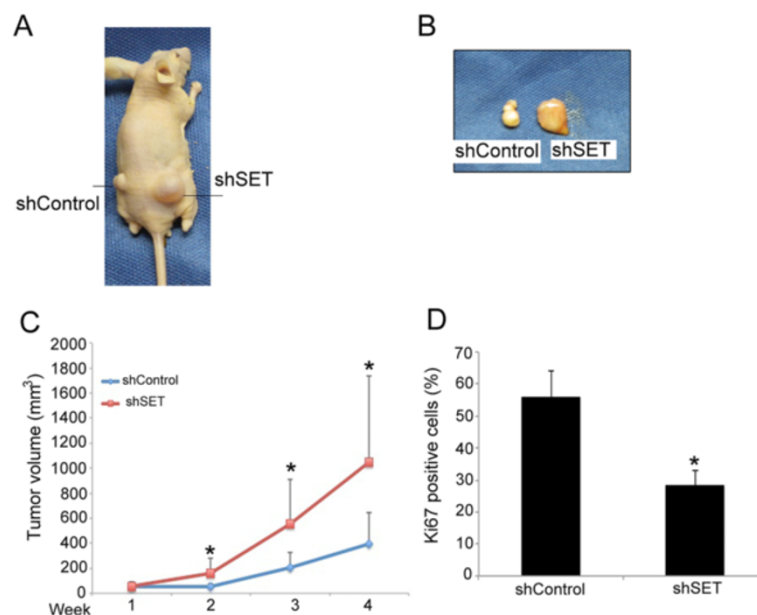 A
shControl
shSET
B
shControl
shSET
C
Tumor volume (mm³)
2000
1800
1600
1400
1200
1000
800
600
400
200
0
shControl
shSET
*
*
*
Week
1
2
3
4
D
Ki67 positive cells (%)
70
60
50
40
30
20
10
0
*
shControl
shSET